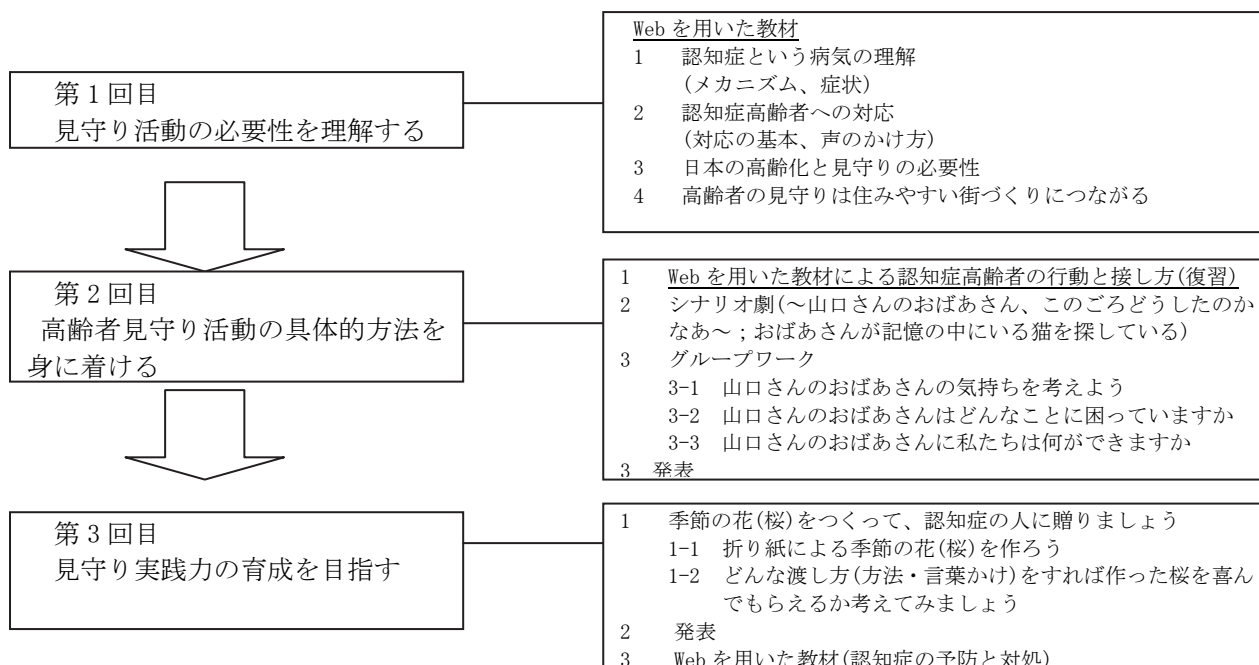 第1回目
見守り活動の必要性を理解する
Webを用いた教材
1 認知症という病気の理解
(メカニズム、症状)
2 認知症高齢者への対応
(対応の基本、声のかけ方)
3 日本の高齢化と見守りの必要性
4 高齢者の見守りは住みやすい街づくりにつながる
第2回目
高齢者見守り活動の具体的方法を
身に着ける
1 Webを用いた教材による認知症高齢者の行動と接し方(復習)
2 シナリオ劇(～山口さんのおばあさん、このごろどうしたのか
なあ～；おばあさんが記憶の中にいる猫を探している)
3 グループワーク
3-1 山口さんのおばあさんの気持ちを考えよう
3-2 山口さんのおばあさんはどんなことに困っていますか
3-3 山口さんのおばあさんに私たちは何ができますか
3 発表
第3回目
見守り実践力の育成を目指す
1 季節の花(桜)をつくって、認知症の人に贈りましょう
1-1 折り紙による季節の花(桜)を作ろう
1-2 どんな渡し方(方法・言葉かけ)をすれば作った桜を喜ん
でもらえるか考えてみましょう
2 発表
3 Webを用いた教材(認知症の予防と対処)